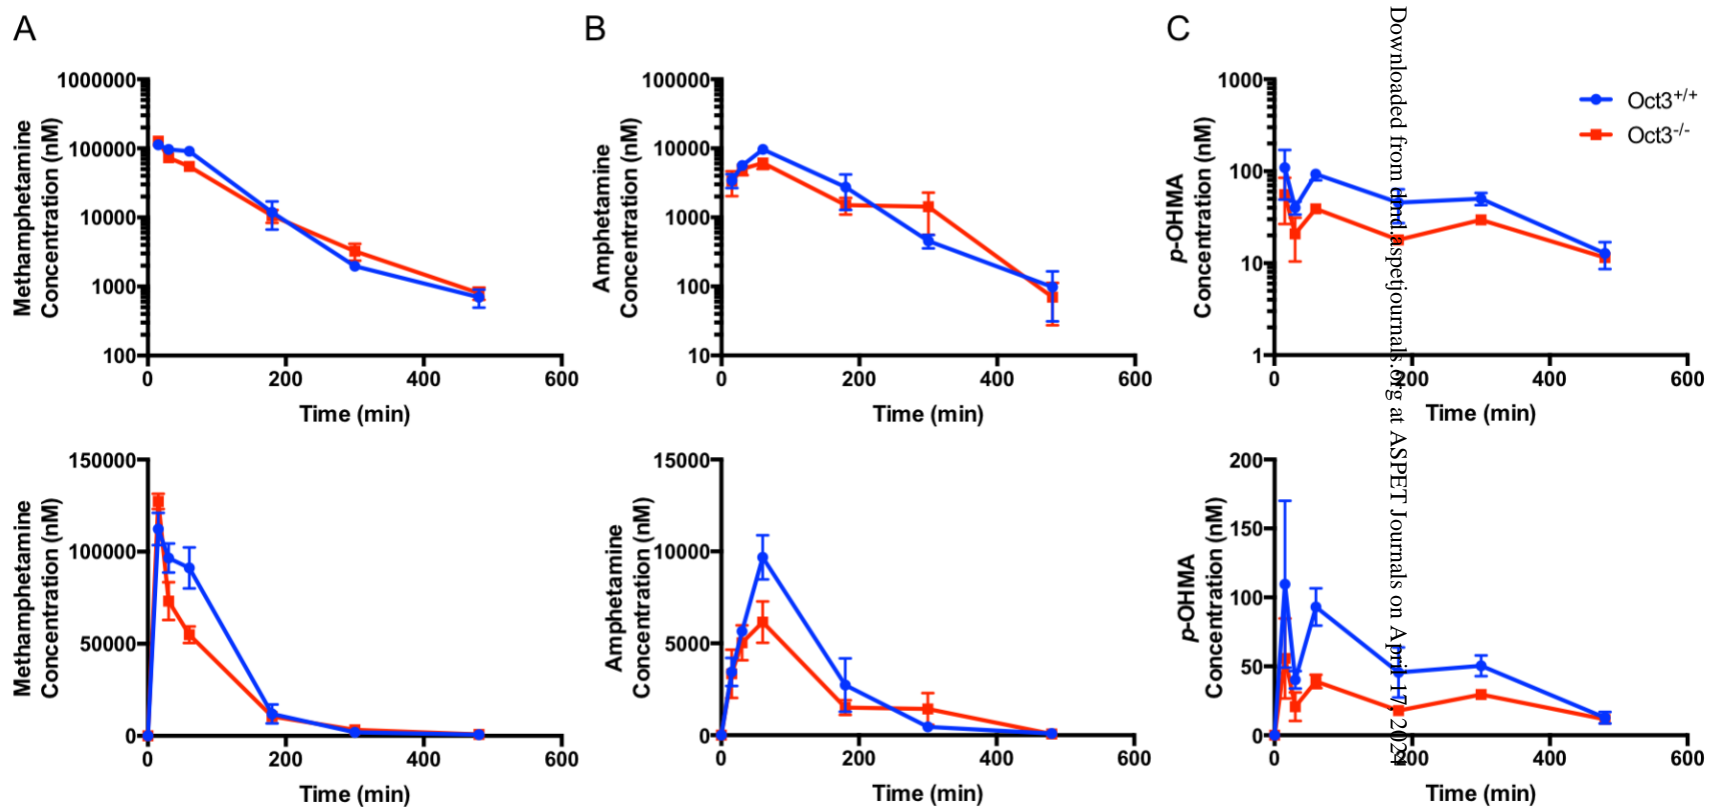 A
B
C
Methamphetamine
Concentration (nM)
1000000
100000
10000
1000
100
0
200
400
600
Time (min)
Amphetamine
Concentration (nM)
100000
10000
1000
100
10
0
200
400
600
Time (min)
p-OHMA
Concentration (nM)
1000
100
10
1
0
200
400
600
Time (min)
Oct3+/+
Oct3-/-
Methamphetamine
Concentration (nM)
150000
100000
50000
0
0
200
400
600
Time (min)
Amphetamine
Concentration (nM)
15000
10000
5000
0
0
200
400
600
Time (min)
p-OHMA
Concentration (nM)
200
150
100
50
0
0
200
400
600
Time (min)
Downloaded from dmd.aspetjournals.org at ASPET Journals on April 17, 2024